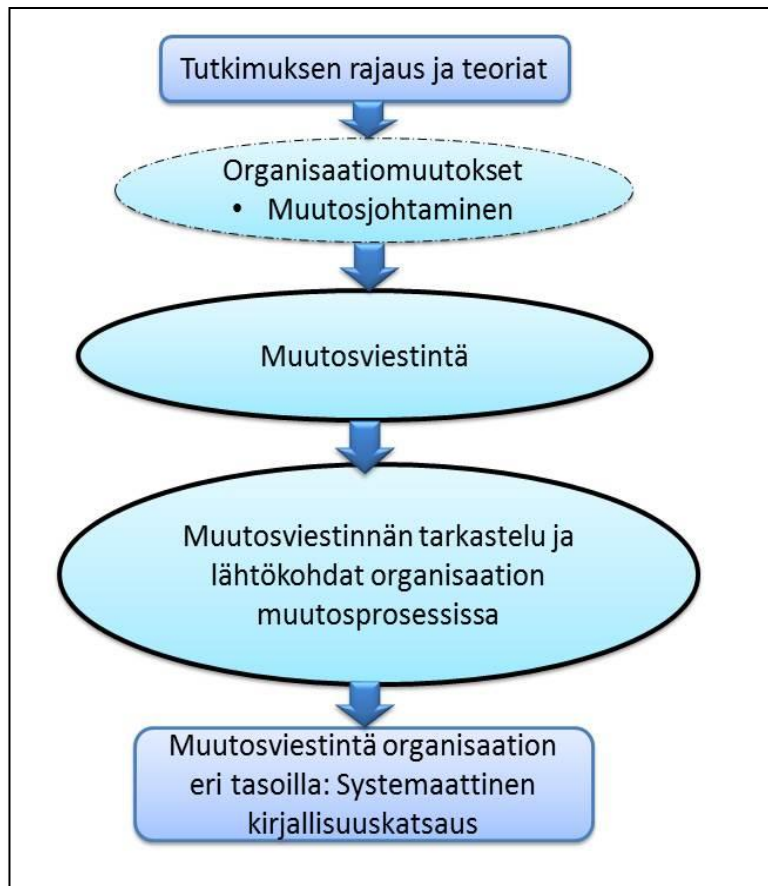 Tutkimuksen rajaus ja teoriat
Organisaatiomuutokset
• Muutosjohtaminen
Muutosviestintä
Muutosviestinnän tarkastelu ja
lähtökohdat organisaation
muutosprosessissa
Muutosviestintä organisaation
eri tasoilla: Systemaattinen
kirjallisuuskatsaus